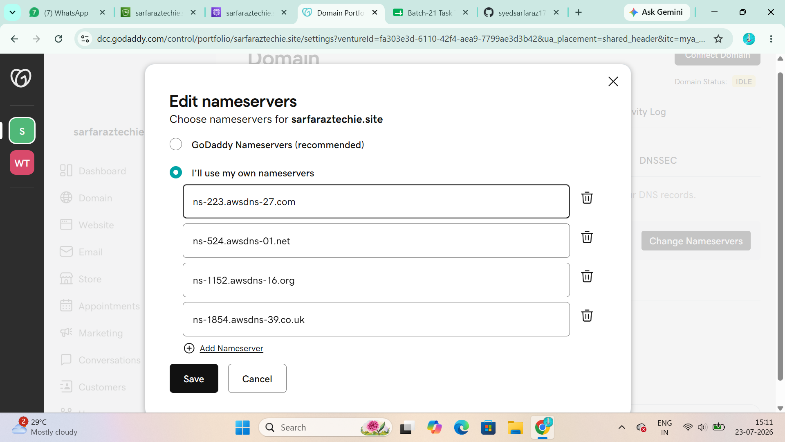 (7) WhatsApp
sarfaraztechie.
sarfaraztechie.
Domain Portfo
Batch-21 Task
syedsarfaraz11
Ask Gemini
dcc.godaddy.com/control/portfolio/sarfaraztechie.site/settings?ventureId=fa303e3d-6110-42f4-aea9-7799ae3d3b42&ua_placement=shared_header&itc=mya_...
Domain
Connect Domain
Domain Status: IDLE
S
WT
sarfaraztechie
Dashboard
Domain
Website
Email
Store
Appointments
Marketing
Conversations
Customers
Edit nameservers
Choose nameservers for sarfaraztechie.site
GoDaddy Nameservers (recommended)
I'll use my own nameservers
ns-223.awsdns-27.com
ns-524.awsdns-01.net
ns-1152.awsdns-16.org
ns-1854.awsdns-39.co.uk
Add Nameserver
Save
Cancel
vity Log
DNSSEC
r DNS records.
Change Nameservers
2
29°C
Mostly cloudy
Search
ENG
IN
15:11
23-07-2026